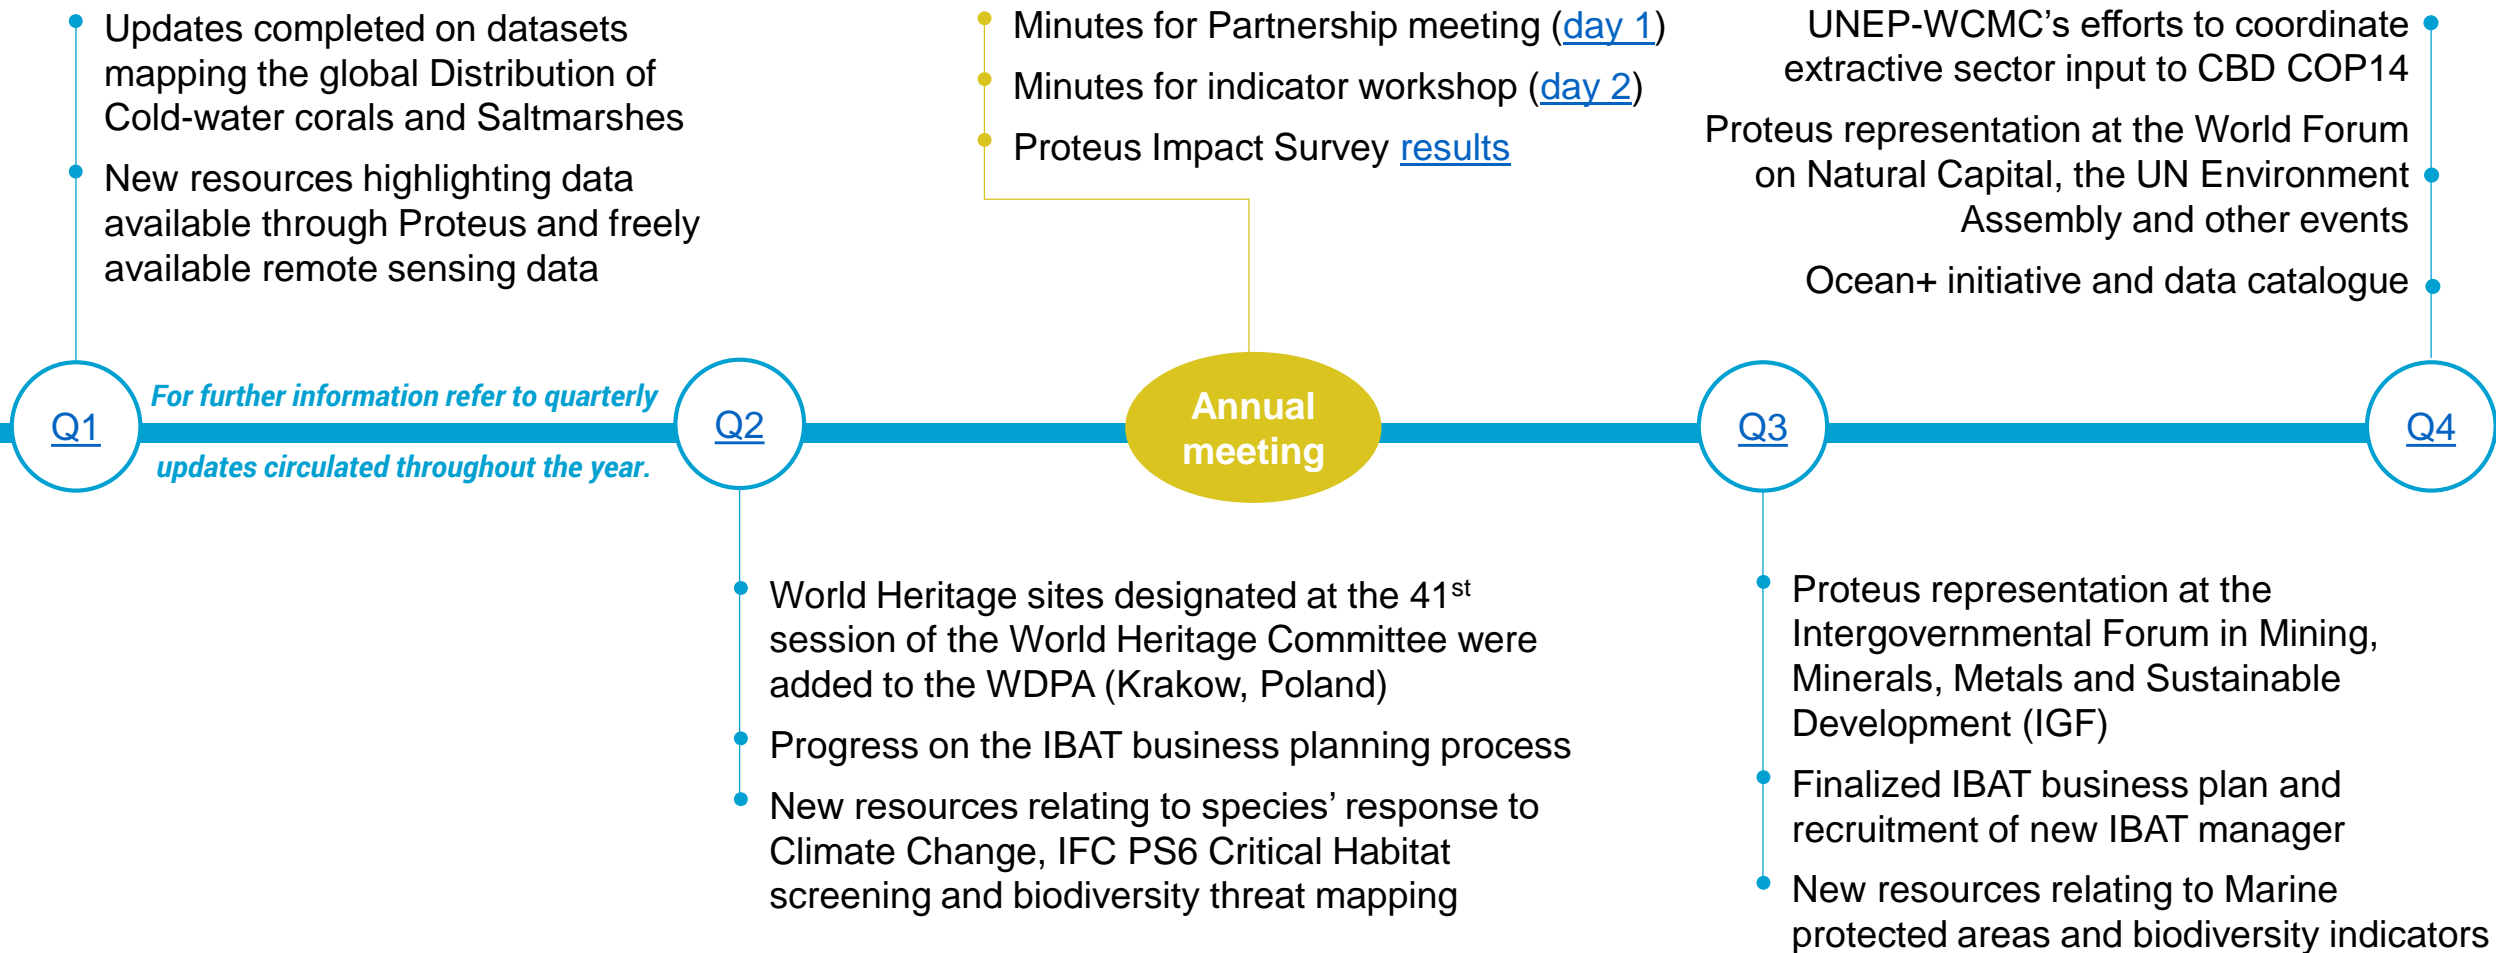 Updates completed on datasets
mapping the global Distribution of
Cold-water corals and Saltmarshes
New resources highlighting data
available through Proteus and freely
available remote sensing data
Minutes for Partnership meeting (day 1)
Minutes for indicator workshop (day 2)
Proteus Impact Survey results
UNEP-WCMC’s efforts to coordinate
extractive sector input to CBD COP14
Proteus representation at the World Forum
on Natural Capital, the UN Environment
Assembly and other events
Ocean+ initiative and data catalogue
Q1
For further information refer to quarterly
updates circulated throughout the year.
Q2
Annual
meeting
Q3
Q4
World Heritage sites designated at the 41st
session of the World Heritage Committee were
added to the WDPA (Krakow, Poland)
Progress on the IBAT business planning process
New resources relating to species’ response to
Climate Change, IFC PS6 Critical Habitat
screening and biodiversity threat mapping
Proteus representation at the
Intergovernmental Forum in Mining,
Minerals, Metals and Sustainable
Development (IGF)
Finalized IBAT business plan and
recruitment of new IBAT manager
New resources relating to Marine
protected areas and biodiversity indicators